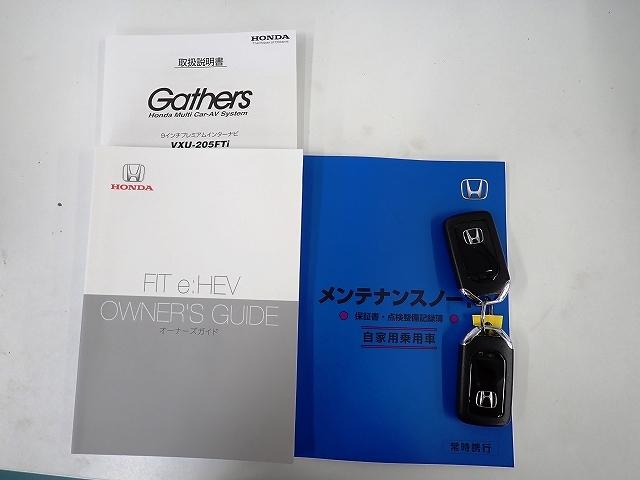 HONDA
The Power of Dreams
取扱説明書
Gathers
Honda Multi Car-AV System
9インチプレミアムインターナビ
VXU-205FTi
HONDA
FIT e:HEV
OWNER'S GUIDE
オーナーズガイド
メンテナンスノート
保証書・点検整備記録簿
自家用乗用車
常時携行